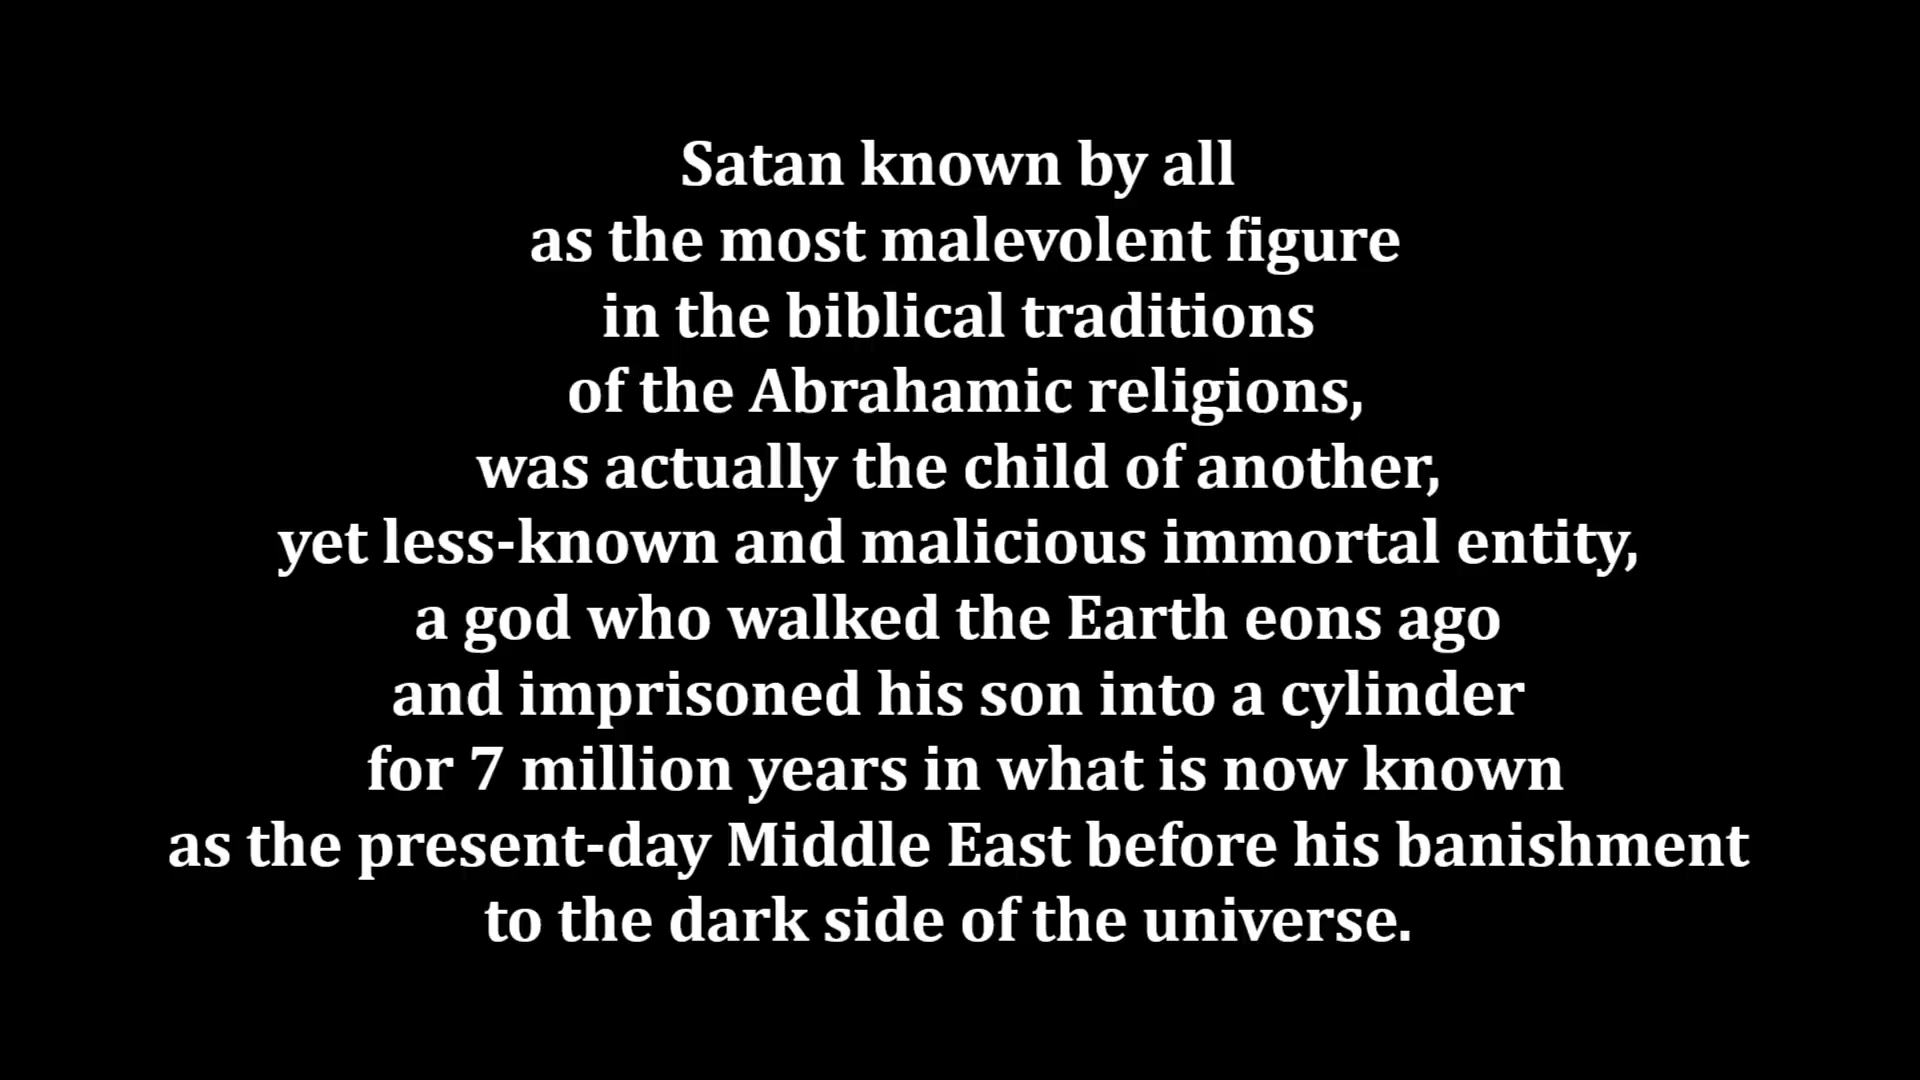 Satan known by all
as the most malevolent figure
in the biblical traditions
of the Abrahamic religions,
was actually the child of another,
yet less-known and malicious immortal entity,
a god who walked the Earth eons ago
and imprisoned his son into a cylinder
for 7 million years in what is now known
as the present-day Middle East before his banishment
to the dark side of the universe.